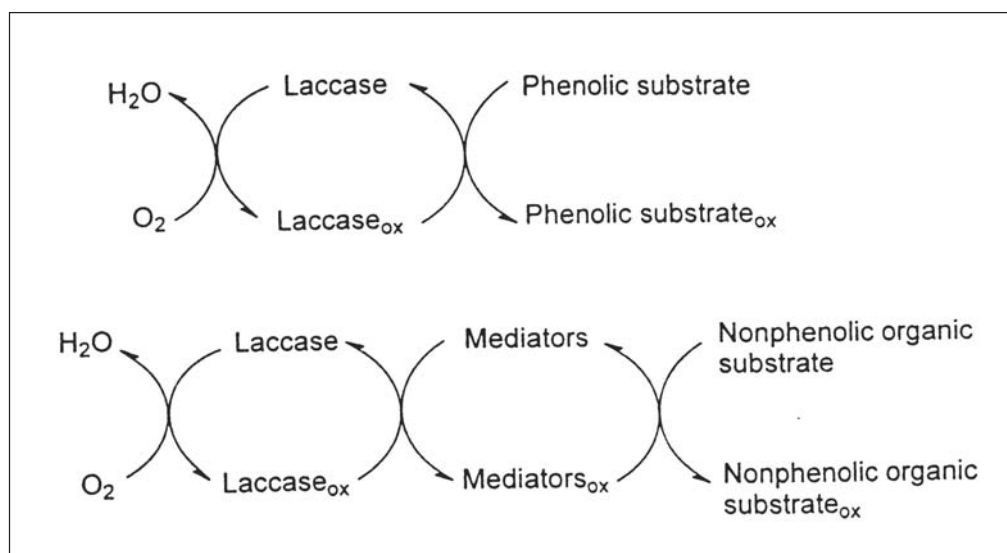 H₂O Laccase Phenolic substrate
O₂ Laccaseₒₓ Phenolic substrateₒₓ
H₂O Laccase Mediators Nonphenolic organic
substrate
O₂ Laccaseₒₓ Mediatorsₒₓ Nonphenolic organic
substrateₒₓ